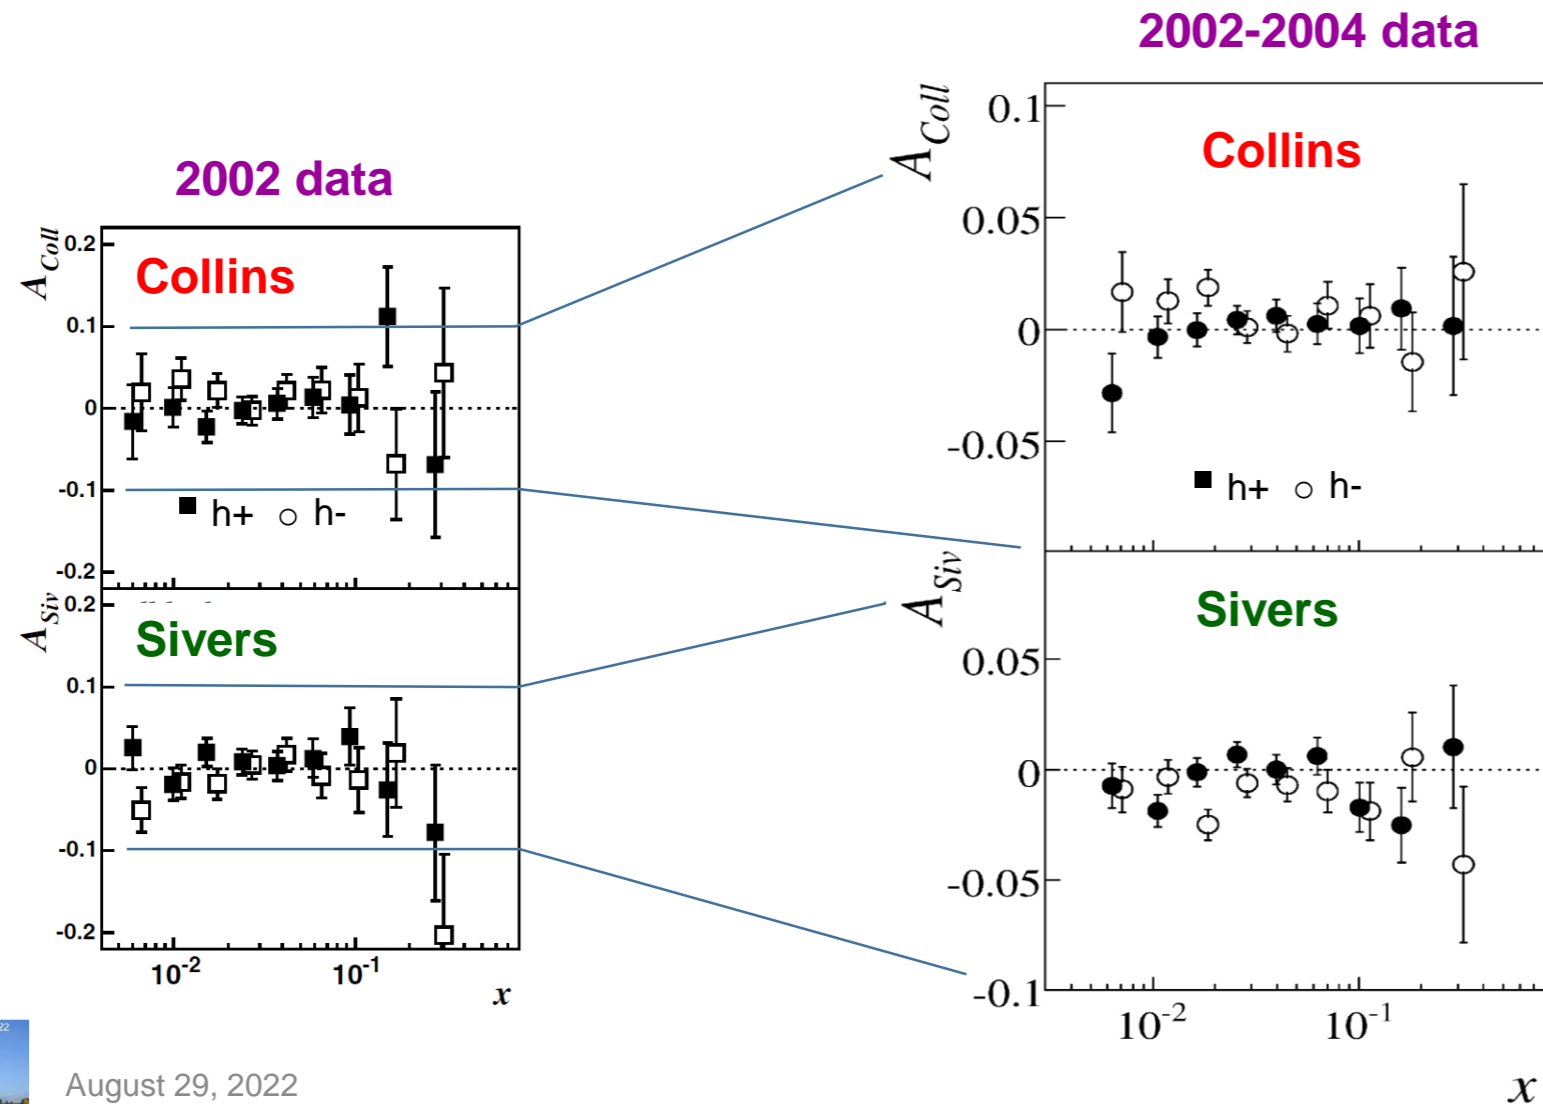 2002-2004 data
2002 data
A_Coll
0.2
0.1
0
-0.1
-0.2
Collins
h+ h-
A_Siv
0.2
0.1
0
-0.1
-0.2
Sivers
10^-2 10^-1
x
A_Coll
0.1
0.05
0
-0.05
Collins
h+ h-
A_Siv
0.05
0
-0.05
-0.1
Sivers
10^-2 10^-1
x
22
August 29, 2022